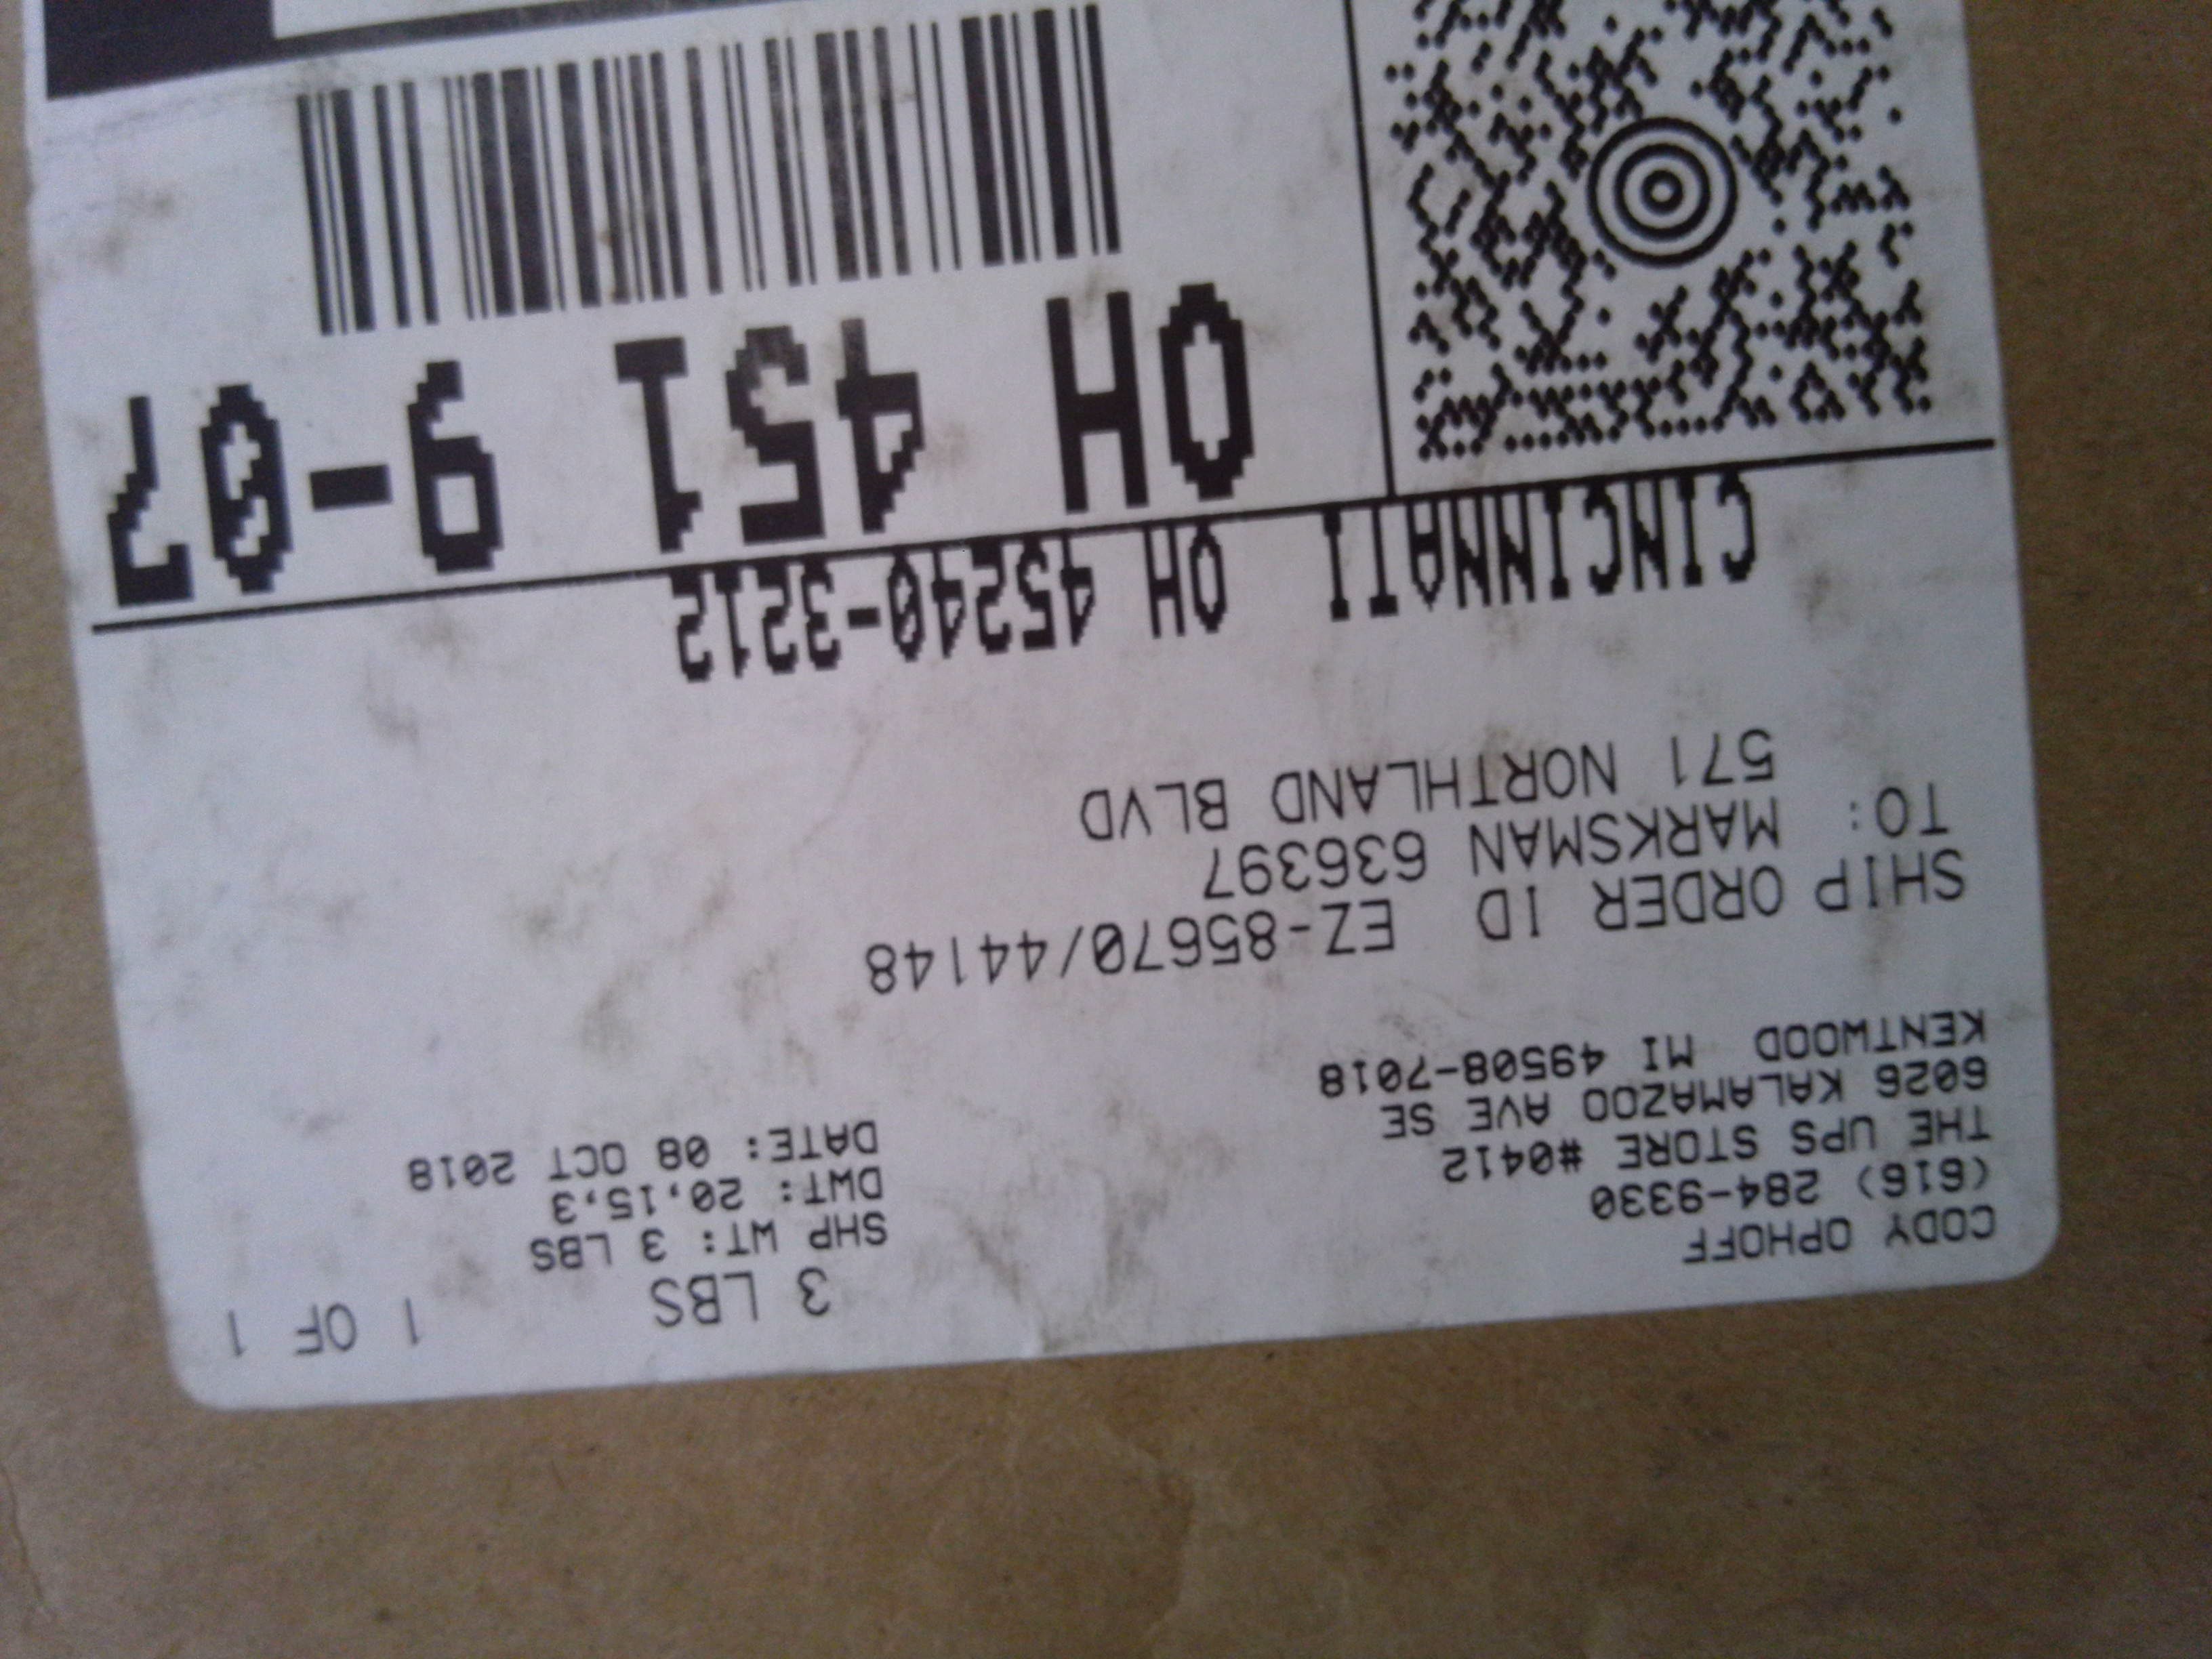 CODY OPHOFF
(616) 284-9330
THE UPS STORE #0412
6026 KALAMAZOO AVE SE
KENTWOOD MI 49508-7018
3 LBS
1 OF 1
SHP WT: 3 LBS
DWT: 20,15,3
DATE: 08 OCT 2018
SHIP ORDER ID EZ-85670/44148
TO: MARKSMAN 636397
571 NORTHLAND BLVD
CINCINNATI OH 45240-3212
OH 451 9-07